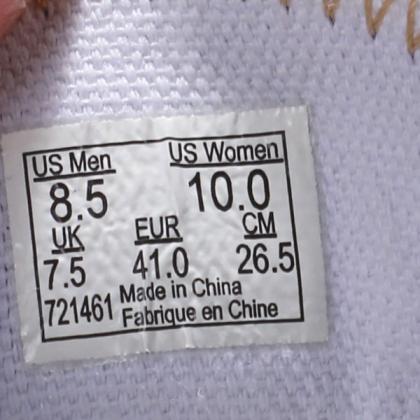 US Men US Women
8.5 10.0
UK EUR CM
7.5 41.0 26.5
721461 Made in China
Fabrique en Chine